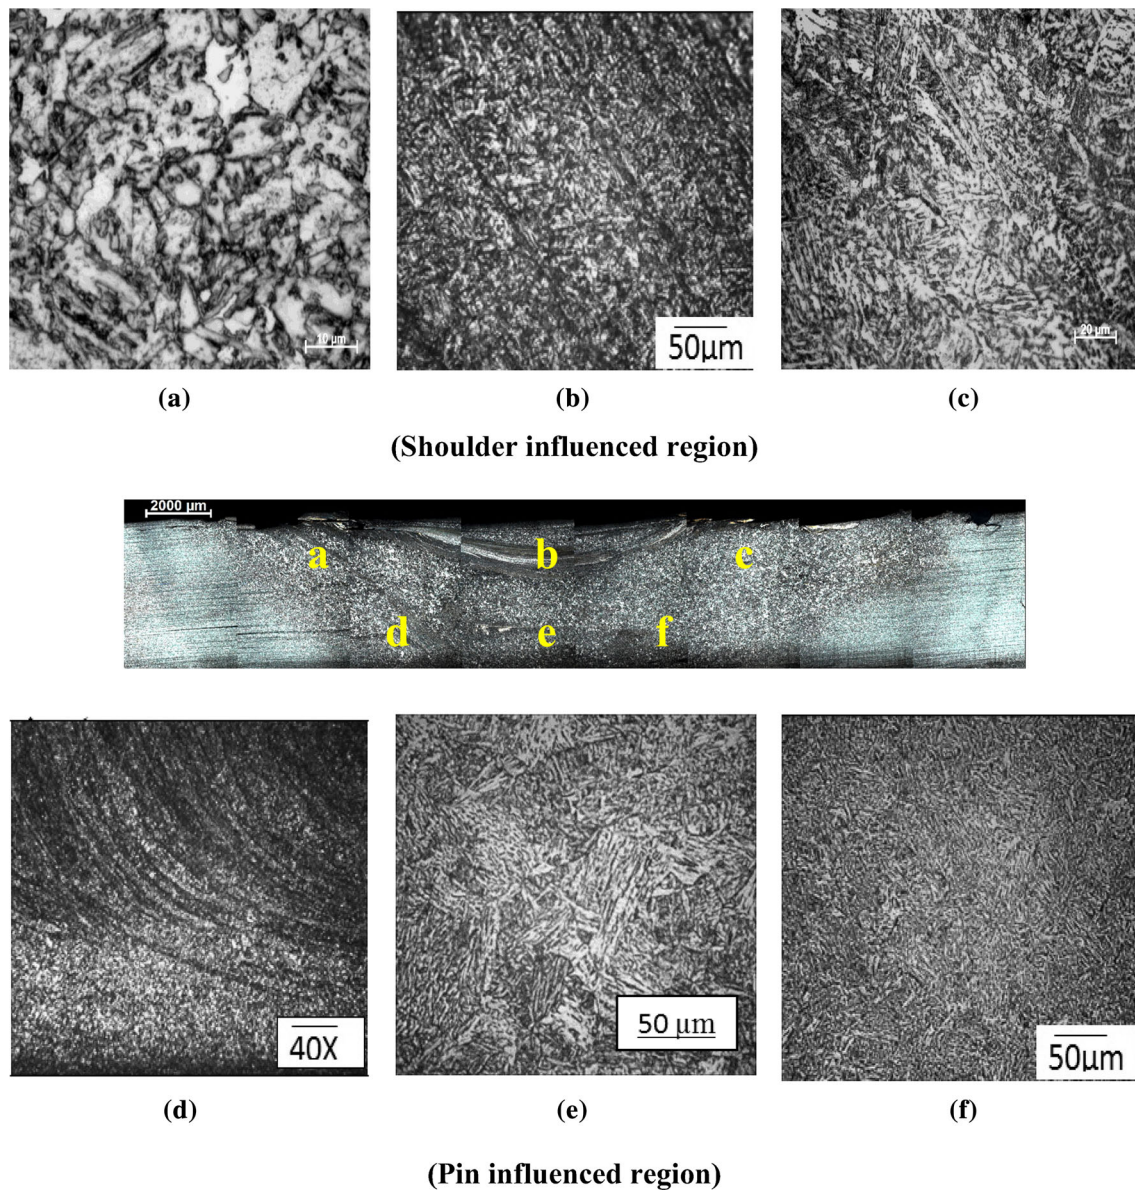 10 µm
50µm
20 µm
(a)
(b)
(c)
(Shoulder influenced region)
2000 µm
a
b
c
d
e
f
40X
50 µm
50µm
(d)
(e)
(f)
(Pin influenced region)